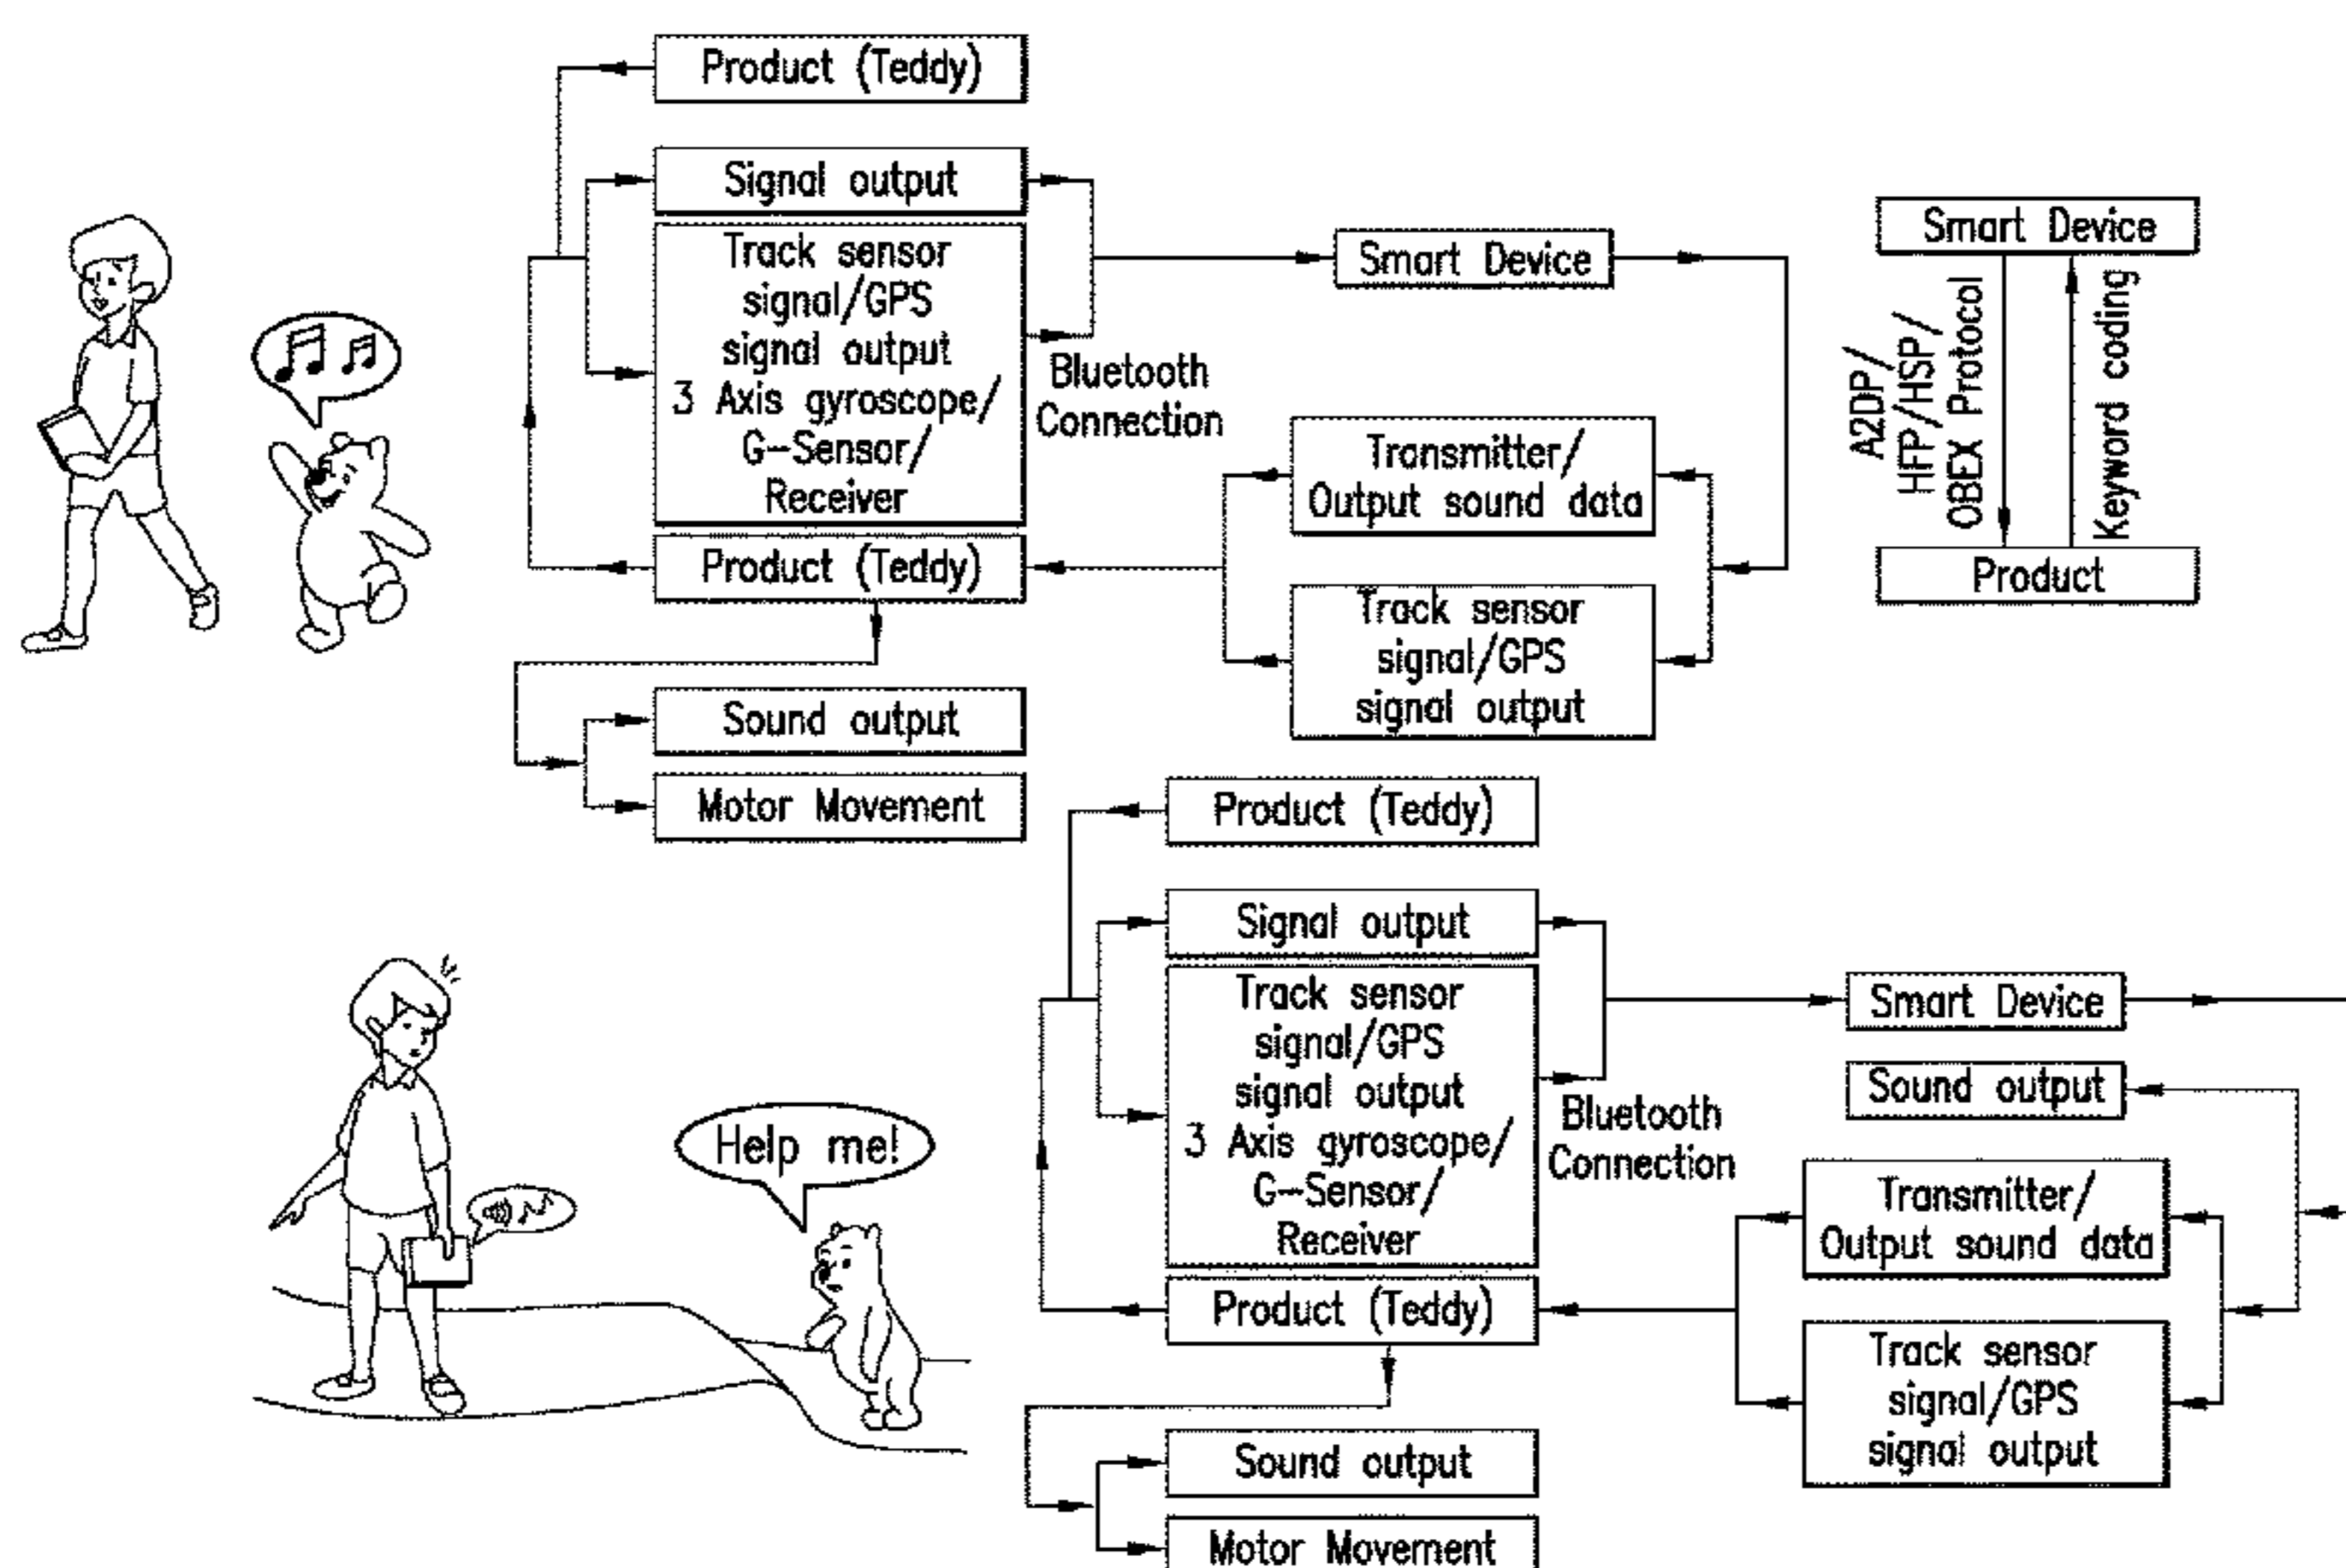 Product (Teddy)
Signal output
Track sensor
signal/GPS
signal output
3 Axis gyroscope/
G-Sensor/
Receiver
Bluetooth
Connection
Product (Teddy)
Sound output
Motor Movement
Smart Device
Transmitter/
Output sound data
Track sensor
signal/GPS
signal output
Smart Device
A2DP/
HFP/HSP/
OBEX Protocol
Keyword coding
Product
Help me!
Product (Teddy)
Signal output
Track sensor
signal/GPS
signal output
3 Axis gyroscope/
G-Sensor/
Receiver
Bluetooth
Connection
Product (Teddy)
Sound output
Motor Movement
Smart Device
Sound output
Transmitter/
Output sound data
Track sensor
signal/GPS
signal output